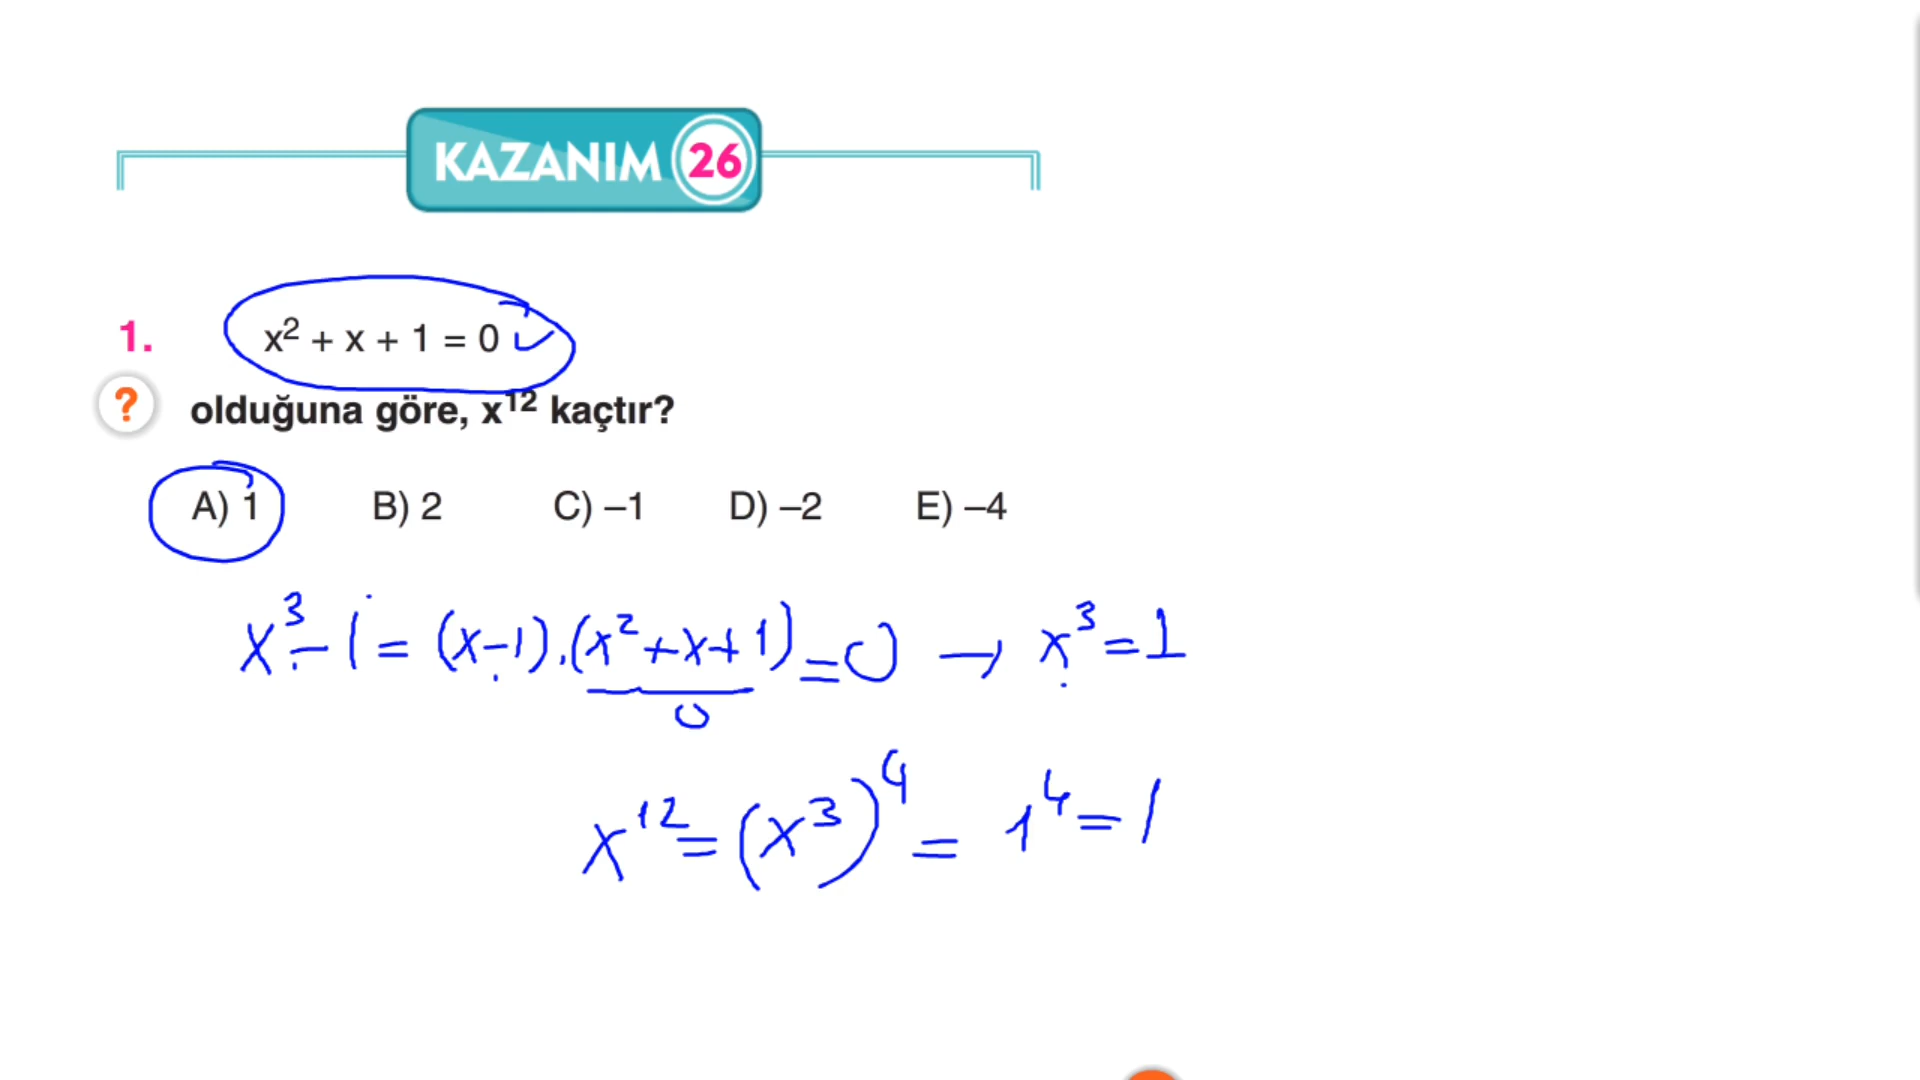 KAZANIM 26
1. x² + x + 1 = 0
? olduğuna göre, x¹² kaçtır?
A) 1 B) 2 C) –1 D) –2 E) –4
x³ – 1 = (x–1).(x²+x+1) = 0 → x³ = 1
0
x¹² = (x³)⁴ = 1⁴ = 1